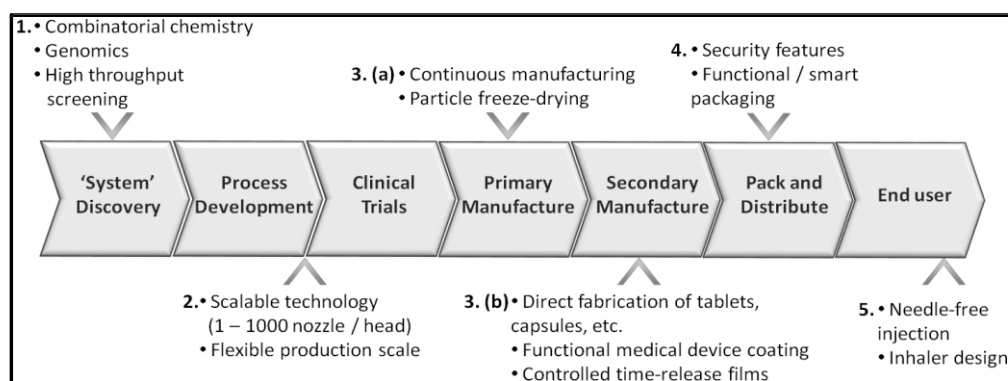 1. • Combinatorial chemistry
• Genomics
• High throughput
screening
3. (a) • Continuous manufacturing
• Particle freeze-drying
4. • Security features
• Functional / smart
packaging
‘System’
Discovery
Process
Development
Clinical
Trials
Primary
Manufacture
Secondary
Manufacture
Pack and
Distribute
End user
2. • Scalable technology
(1 – 1000 nozzle / head)
• Flexible production scale
3. (b) • Direct fabrication of tablets,
capsules, etc.
• Functional medical device coating
• Controlled time-release films
5. • Needle-free
injection
• Inhaler design